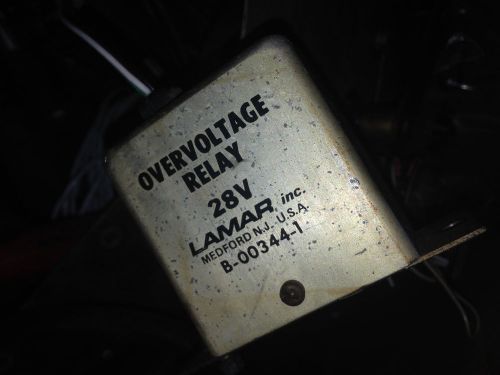 OVERVOLTAGE
RELAY
28V
LAMAR, inc.
MEDFORD N.J. U.S.A.
B-00344-1